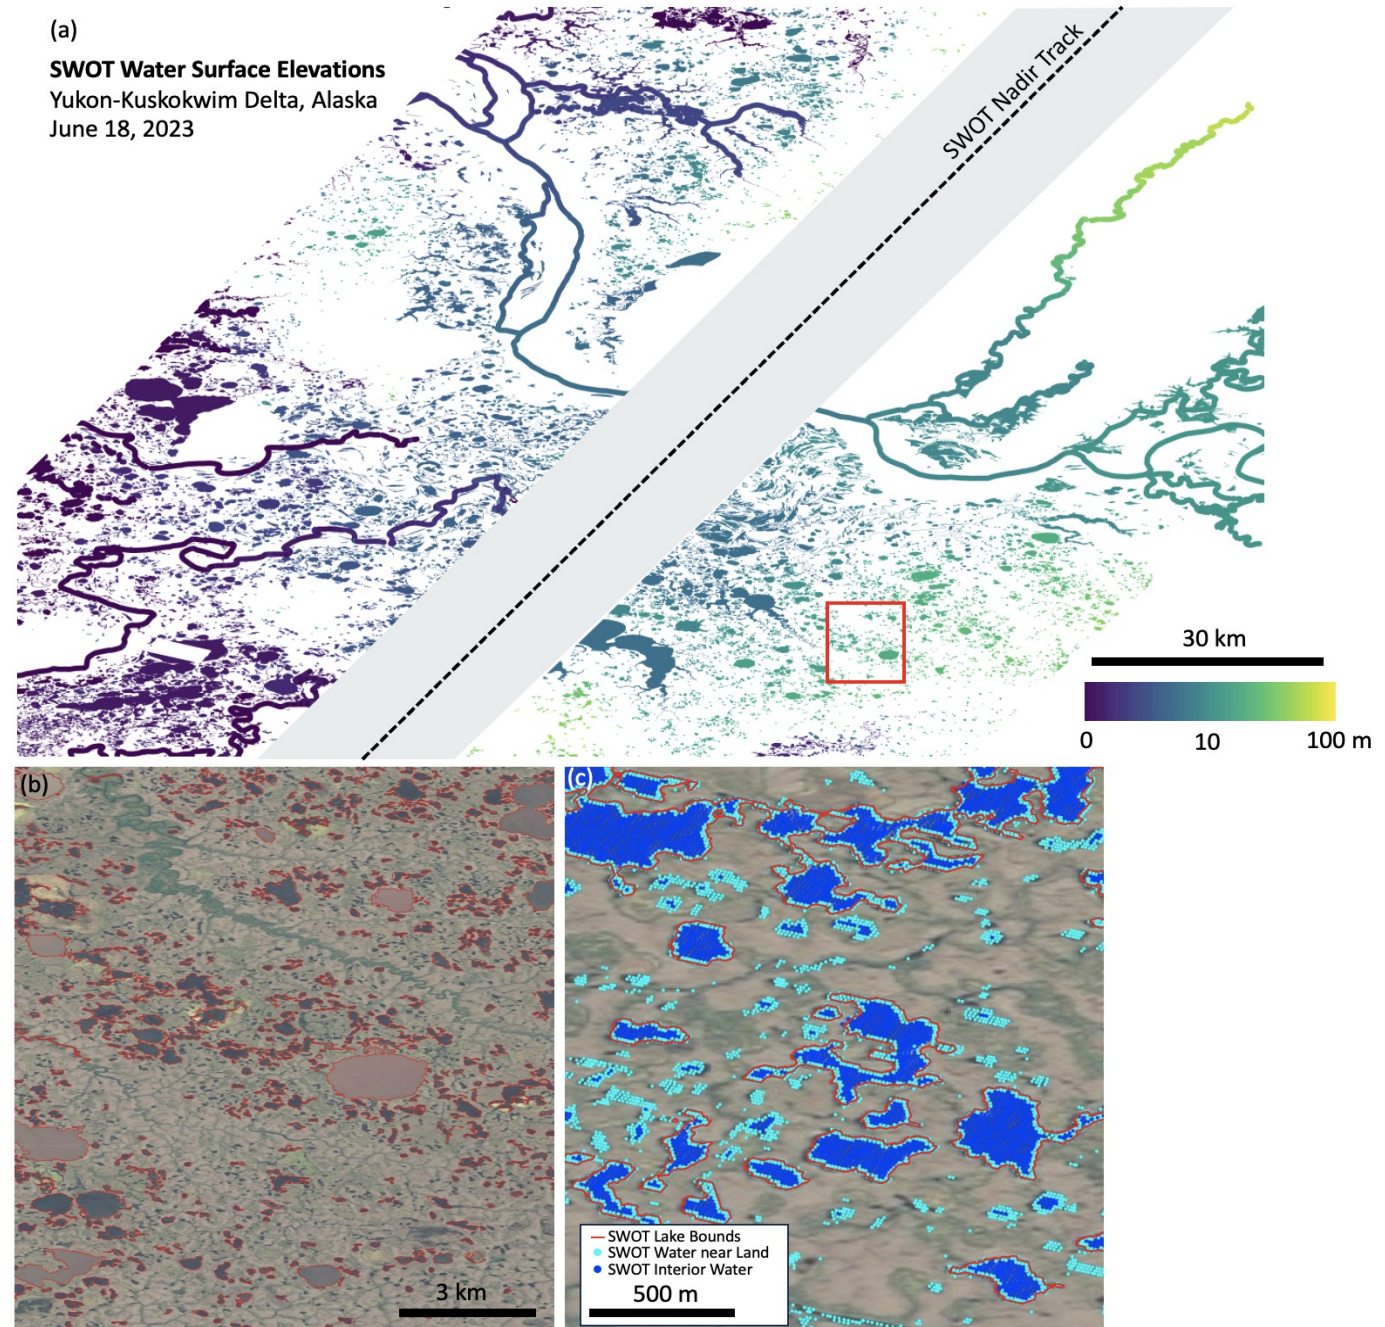 (a)
SWOT Water Surface Elevations
Yukon-Kuskokwim Delta, Alaska
June 18, 2023
SWOT Nadir Track
30 km
0 10 100 m
(b)
3 km
(c)
SWOT Lake Bounds
SWOT Water near Land
SWOT Interior Water
500 m